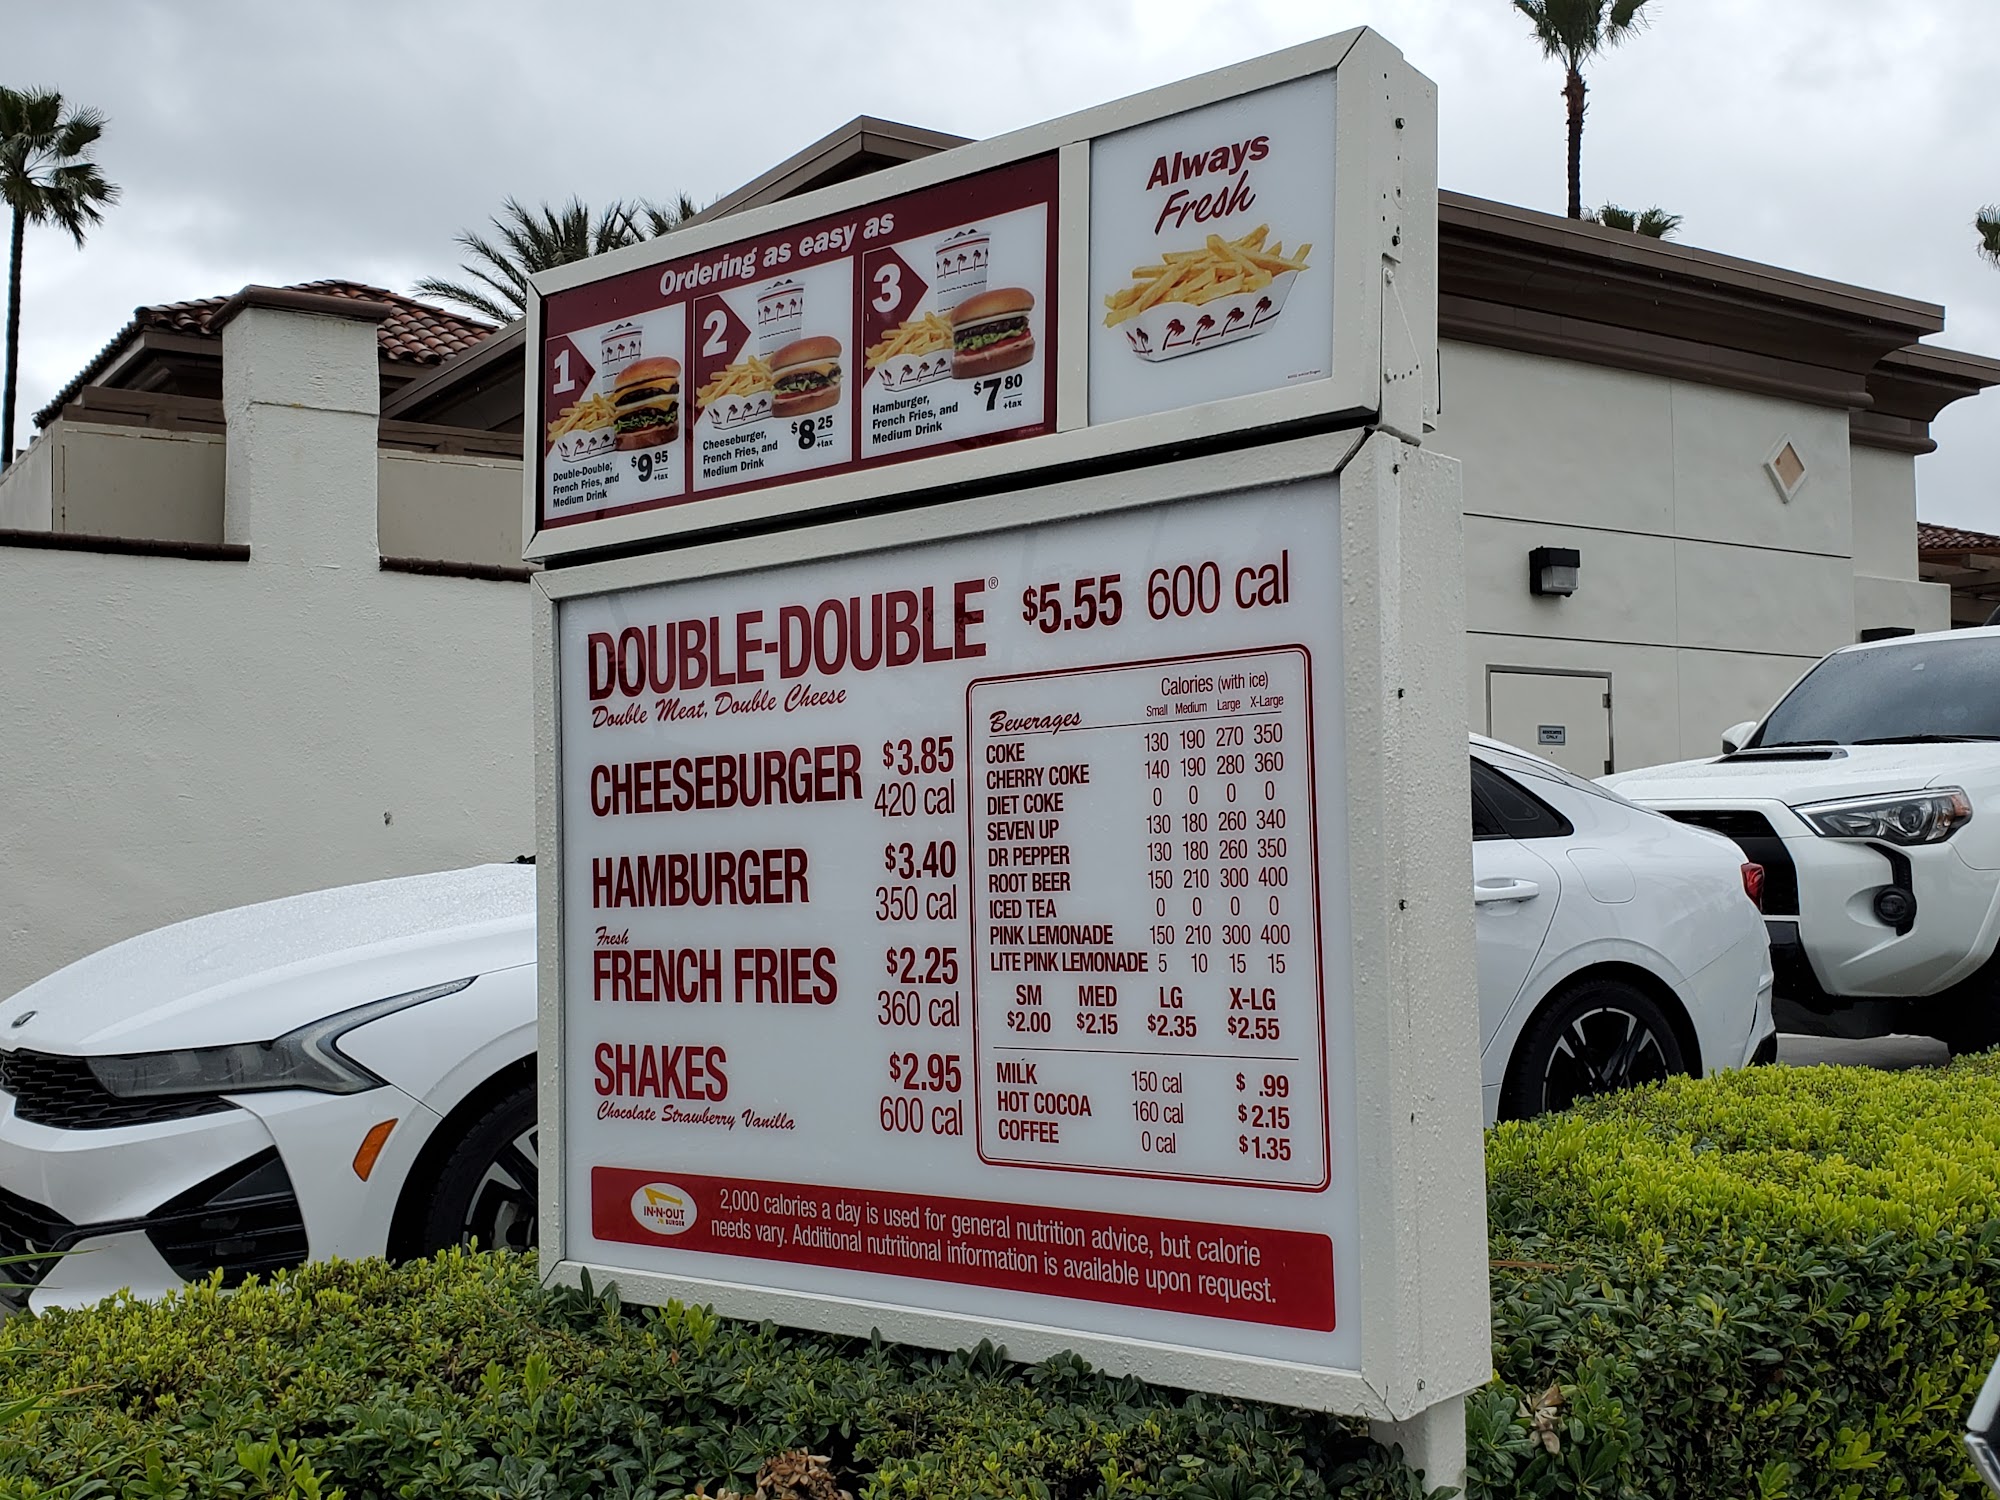 Ordering as easy as
1
Double-Double,
French Fries, and
Medium Drink
$9 95
+tax
2
Cheeseburger,
French Fries, and
Medium Drink
$8 25
+tax
3
Hamburger,
French Fries, and
Medium Drink
$7 80
+tax
Always
Fresh
DOUBLE-DOUBLE® $5.55 600 cal
Double Meat, Double Cheese
CHEESEBURGER $3.85
420 cal
HAMBURGER $3.40
350 cal
Fresh
FRENCH FRIES $2.25
360 cal
SHAKES $2.95
Chocolate Strawberry Vanilla 600 cal
Calories (with ice)
Beverages Small Medium Large X-Large
COKE 130 190 270 350
CHERRY COKE 140 190 280 360
DIET COKE 0 0 0 0
SEVEN UP 130 180 260 340
DR PEPPER 130 180 260 350
ROOT BEER 150 210 300 400
ICED TEA 0 0 0 0
PINK LEMONADE 150 210 300 400
LITE PINK LEMONADE 5 10 15 15
SM MED LG X-LG
$2.00 $2.15 $2.35 $2.55
MILK 150 cal $ .99
HOT COCOA 160 cal $2.15
COFFEE 0 cal $1.35
IN-N-OUT
BURGER
2,000 calories a day is used for general nutrition advice, but calorie
needs vary. Additional nutritional information is available upon request.